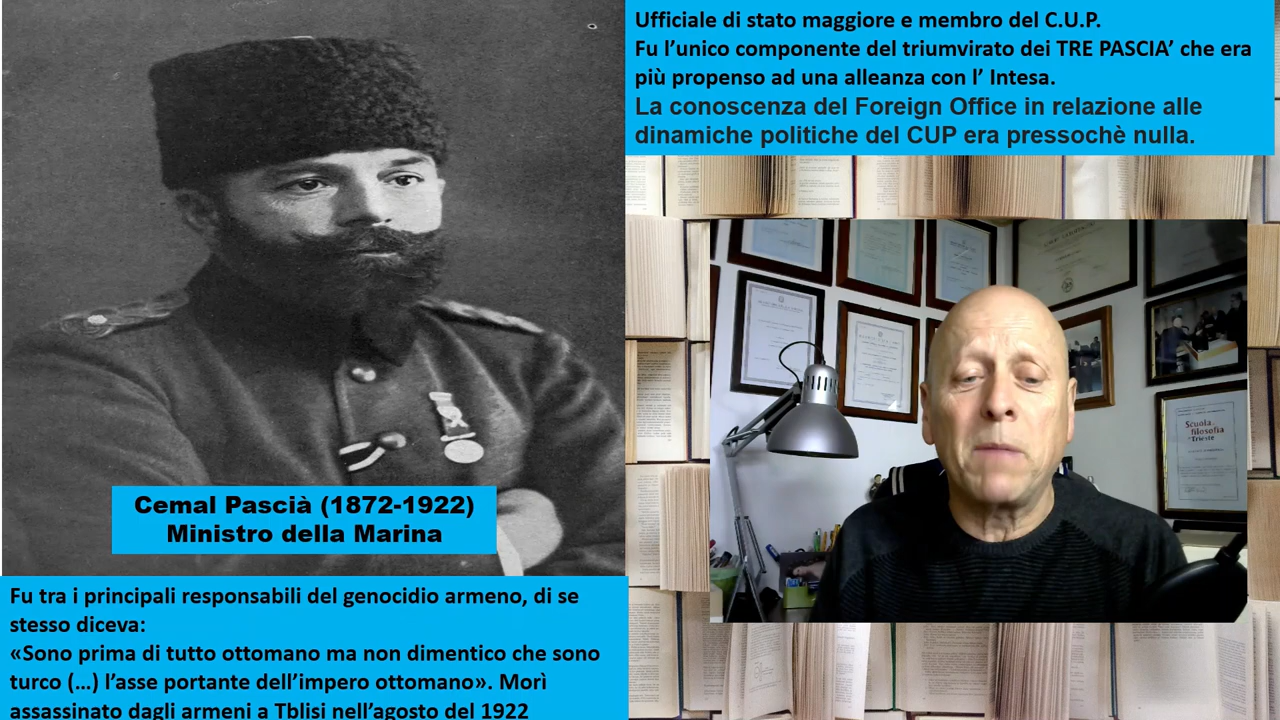 Ufficiale di stato maggiore e membro del C.U.P.
Fu l’unico componente del triumvirato dei TRE PASCIA’ che era
più propenso ad una alleanza con l’ Intesa.
La conoscenza del Foreign Office in relazione alle
dinamiche politiche del CUP era pressochè nulla.
Cemal Pascià (1872-1922)
Ministro della Marina
Fu tra i principali responsabili del genocidio armeno, di se
stesso diceva:
«Sono prima di tutto ottomano ma non dimentico che sono
turco (…) l’asse portante dell’impero ottomano». Morì
assassinato dagli armeni a Tblisi nell’agosto del 1922
Scuola
filosofia
Trieste